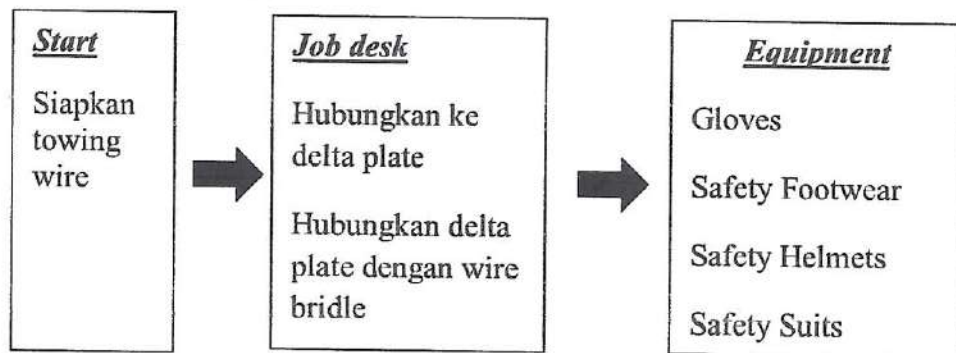 Start
Siapkan
towing
wire
Job desk
Hubungkan ke
delta plate
Hubungkan delta
plate dengan wire
bridle
Equipment
Gloves
Safety Footwear
Safety Helmets
Safety Suits